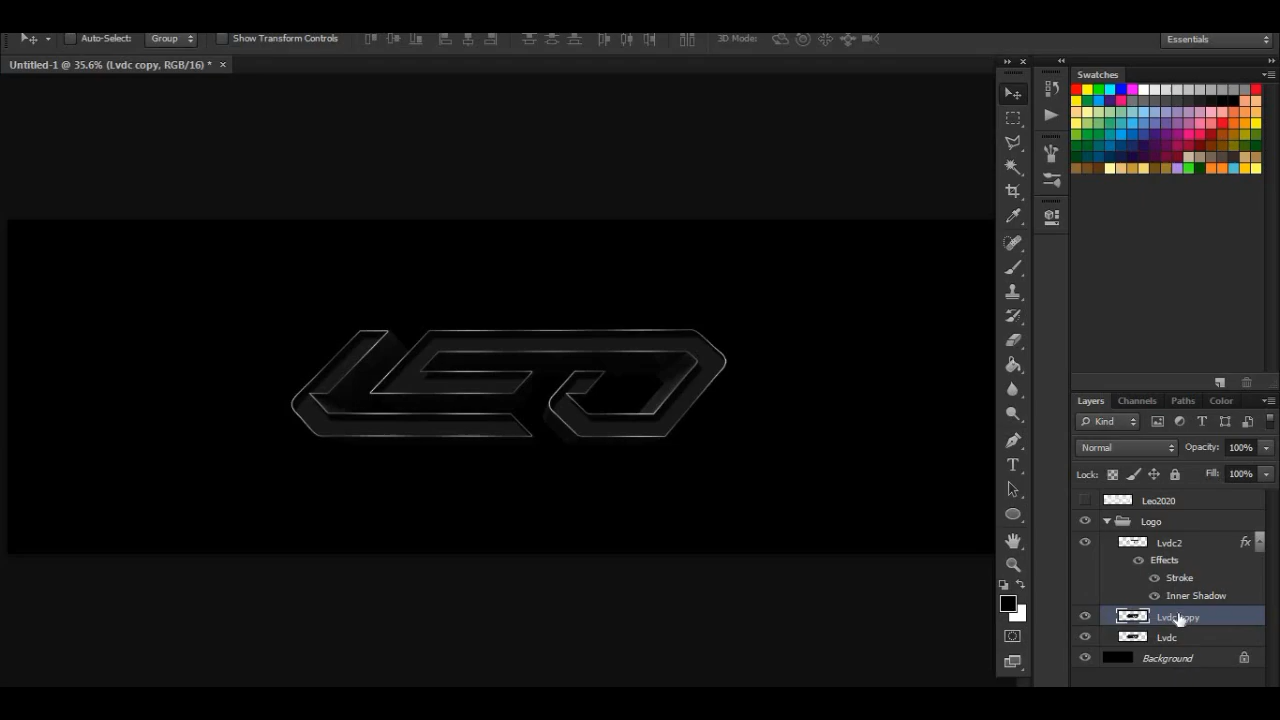 Auto-Select:
Group
Show Transform Controls
3D Mode:
Essentials
Untitled-1 @ 35.6% (Lvdc copy, RGB/16) *
Swatches
Layers
Channels
Paths
Color
Kind
Normal
Opacity:
100%
Lock:
Fill:
100%
Leo2020
Logo
Lvdc2
fx
Effects
Stroke
Inner Shadow
Lvdc copy
Lvdc
Background